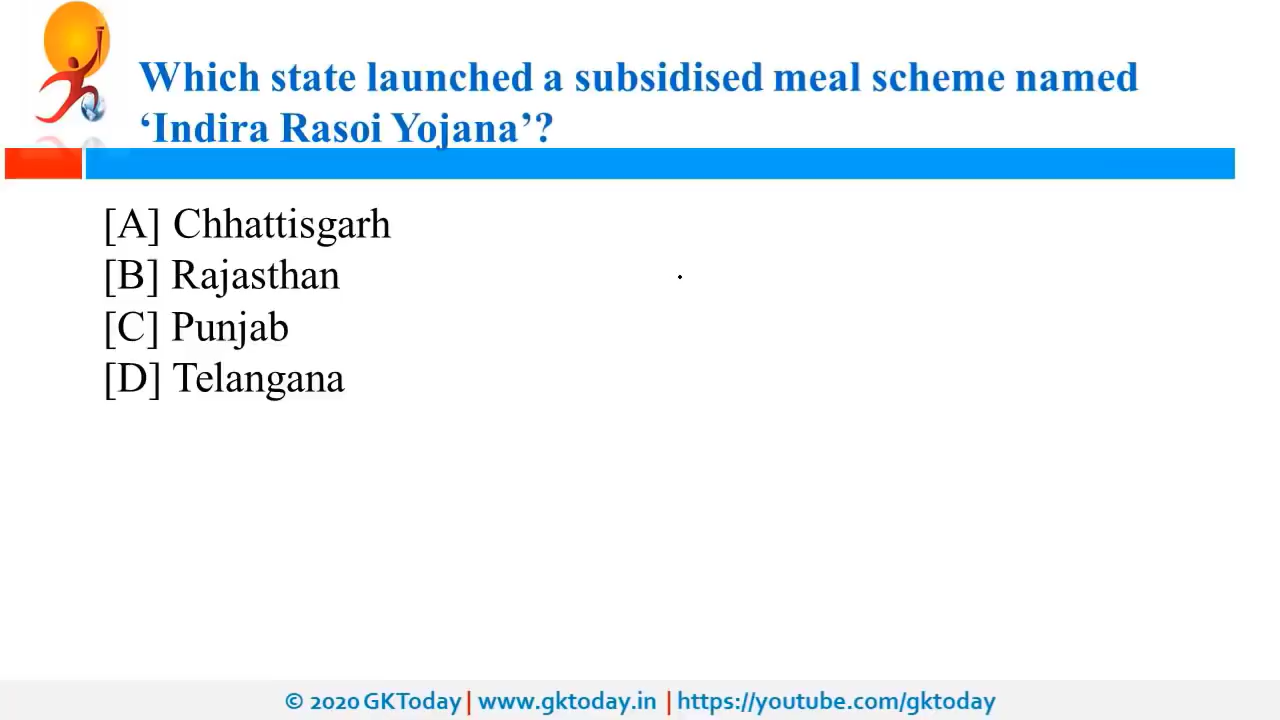 Which state launched a subsidised meal scheme named
‘Indira Rasoi Yojana’?
[A] Chhattisgarh
[B] Rajasthan
[C] Punjab
[D] Telangana
© 2020 GKToday | www.gktoday.in | https://youtube.com/gktoday